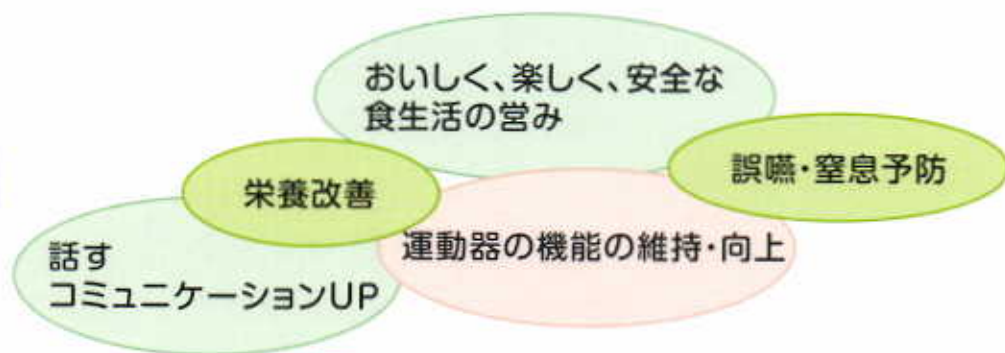 おいしく、楽しく、安全な
食生活の営み
誤嚥・窒息予防
栄養改善
運動器の機能の維持・向上
話す
コミュニケーションUP